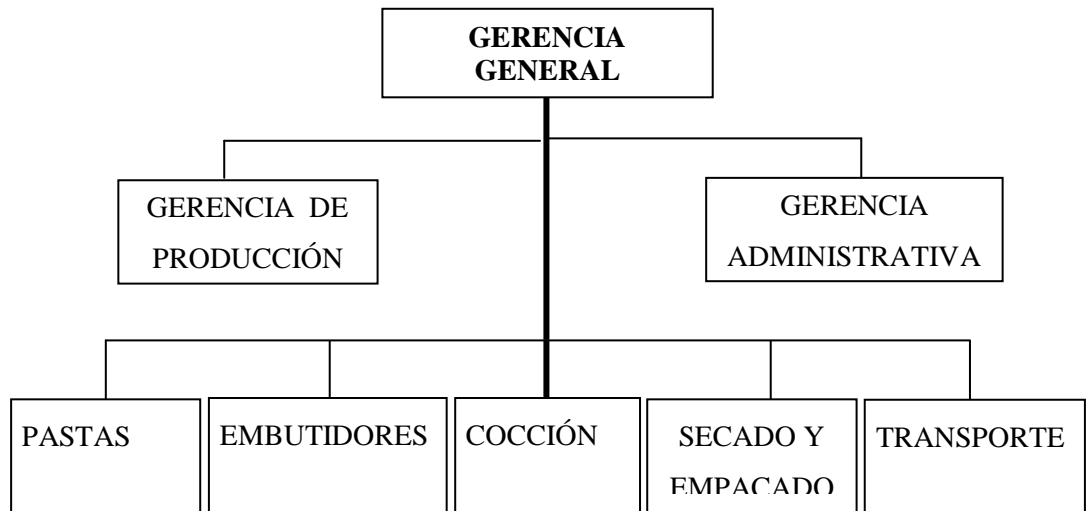 GERENCIA
GENERAL
GERENCIA DE
PRODUCCIÓN
GERENCIA
ADMINISTRATIVA
PASTAS
EMBUTIDORES
COCCIÓN
SECADO Y
EMPACADO
TRANSPORTE